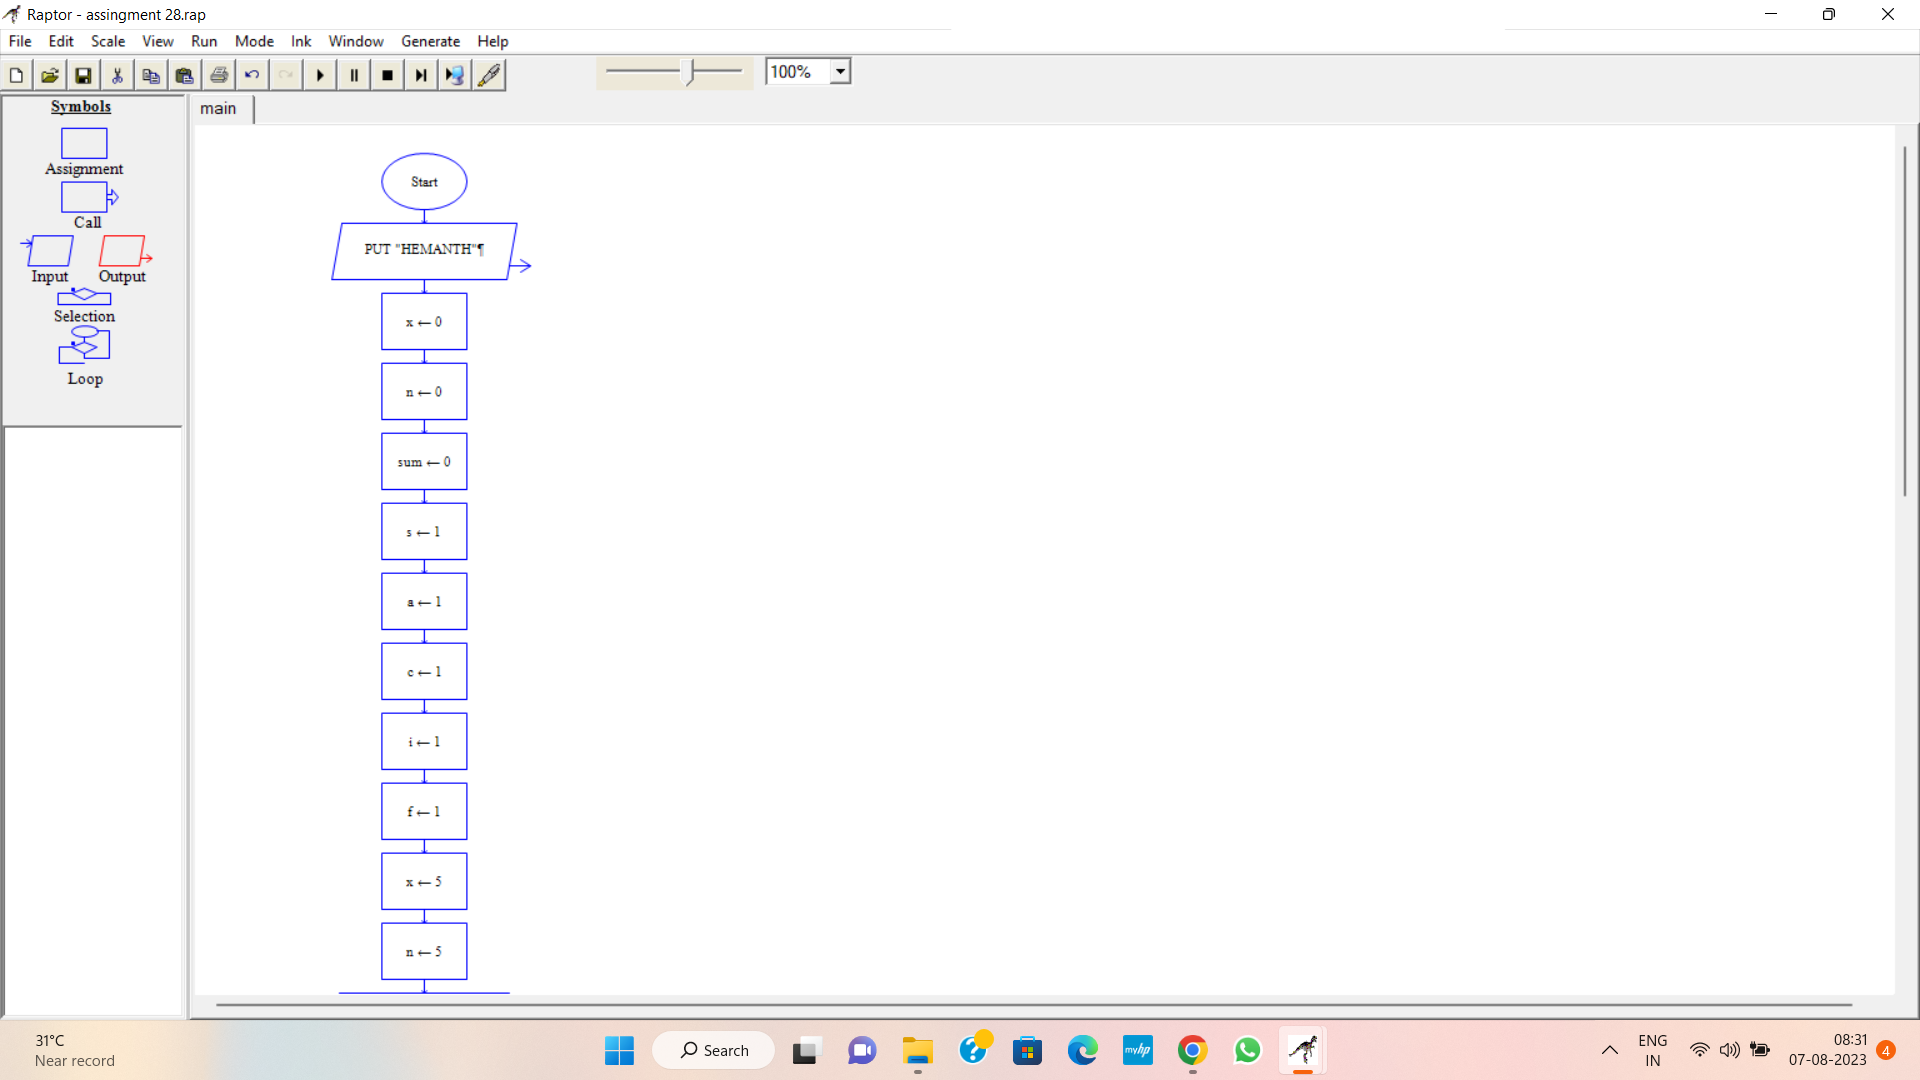 Raptor - assingment 28.rap
File Edit Scale View Run Mode Ink Window Generate Help
100%
Symbols
main
Assignment
Call
Input Output
Selection
Loop
Start
PUT "HEMANTH"¶
x ← 0
n ← 0
sum ← 0
s ← 1
a ← 1
c ← 1
i ← 1
f ← 1
x ← 5
n ← 5
31°C
Near record
Search
myhp
ENG
IN
08:31
07-08-2023
4